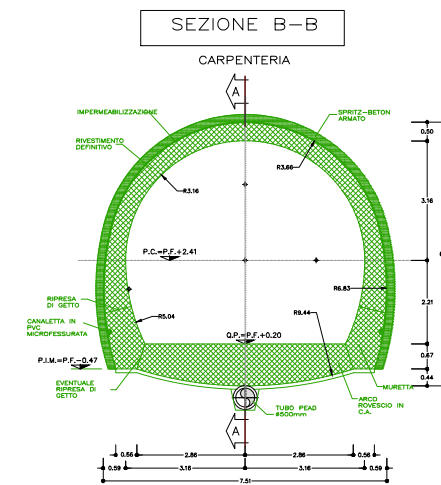 SEZIONE B-B
CARPENTERIA
A
IMPERMEABILIZZAZIONE
SPRITZ-BETON
ARMATO
RIVESTIMENTO
DEFINITIVO
0.50
R3.16
R3.66
3.16
P.C.=P.F.+2.41
R6.83
RIPRESA
DI GETTO
CANALETTA IN
PVC
MICROFESSURATA
R5.04
R9.44
2.21
Q.P.=P.F.+0.20
P.I.M.=P.F.-0.47
0.67
0.44
EVENTUALE
RIPRESA DI
GETTO
MURETTA
ARCO
ROVESCIO IN
C.A.
TUBO PEAD
ø500mm
A
0.56
2.86
2.86
0.56
0.59
3.16
3.16
0.59
7.51